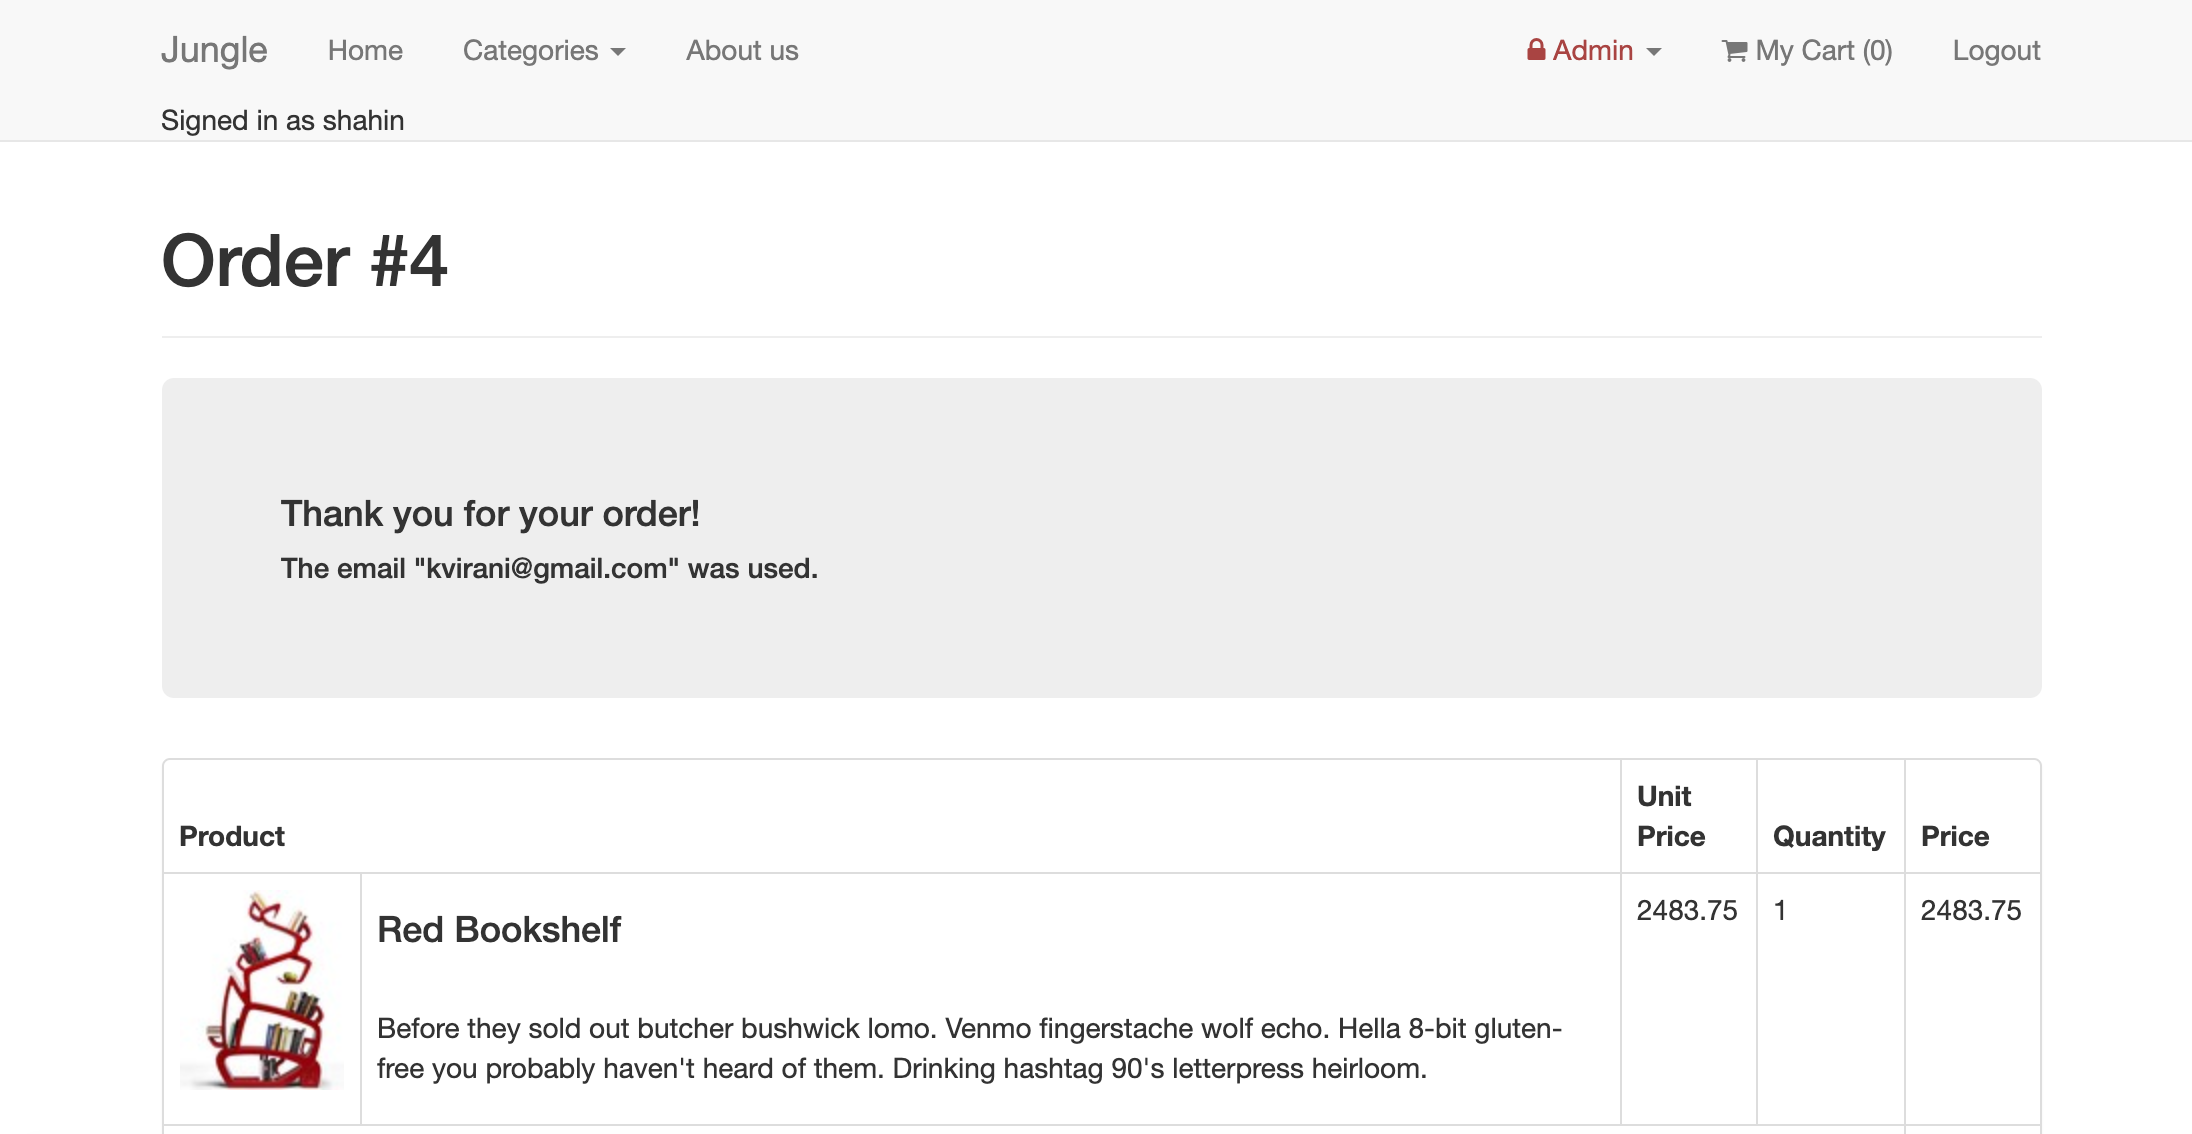 Jungle Home Categories About us Admin My Cart (0) Logout
Signed in as shahin
Order #4
Thank you for your order!
The email "kvirani@gmail.com" was used.
Product Unit Price Quantity Price
Red Bookshelf 2483.75 1 2483.75
Before they sold out butcher bushwick lomo. Venmo fingerstache wolf echo. Hella 8-bit gluten-
free you probably haven't heard of them. Drinking hashtag 90's letterpress heirloom.